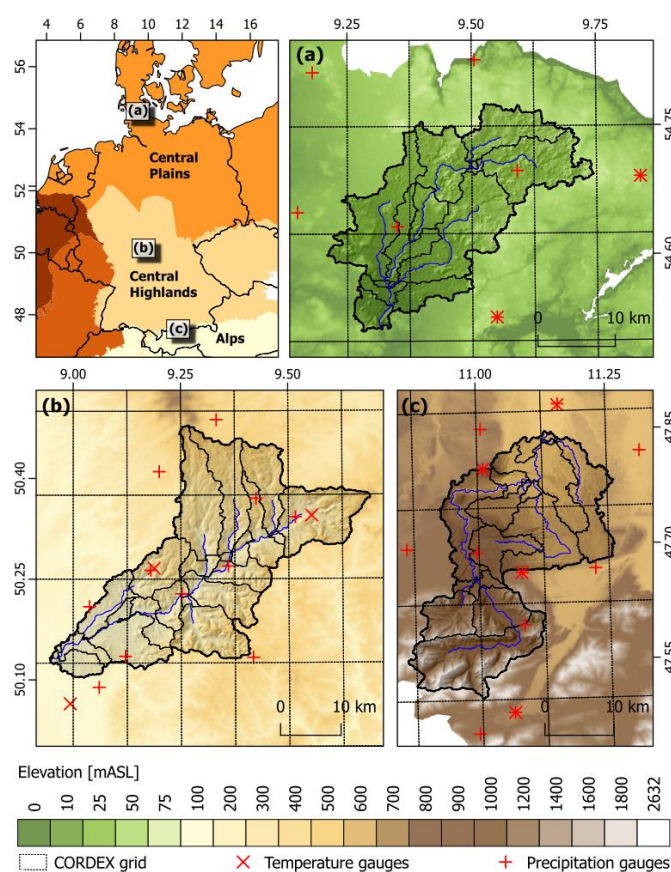 4 6 8 10 12 14 16
56
54
52
50
48
(a)
Central
Plains
(b)
Central
Highlands
(c)
Alps
9.25 9.50 9.75
(a)
54.75
54.60
0 10 km
9.00 9.25 9.50
(b)
50.40
50.25
50.10
0 10 km
11.00 11.25
(c)
47.85
47.70
47.55
0 10 km
Elevation [mASL]
0 10 25 50 75 100 200 300 400 500 600 700 800 900 1000 1200 1400 1600 1800 2632
CORDEX grid Temperature gauges Precipitation gauges